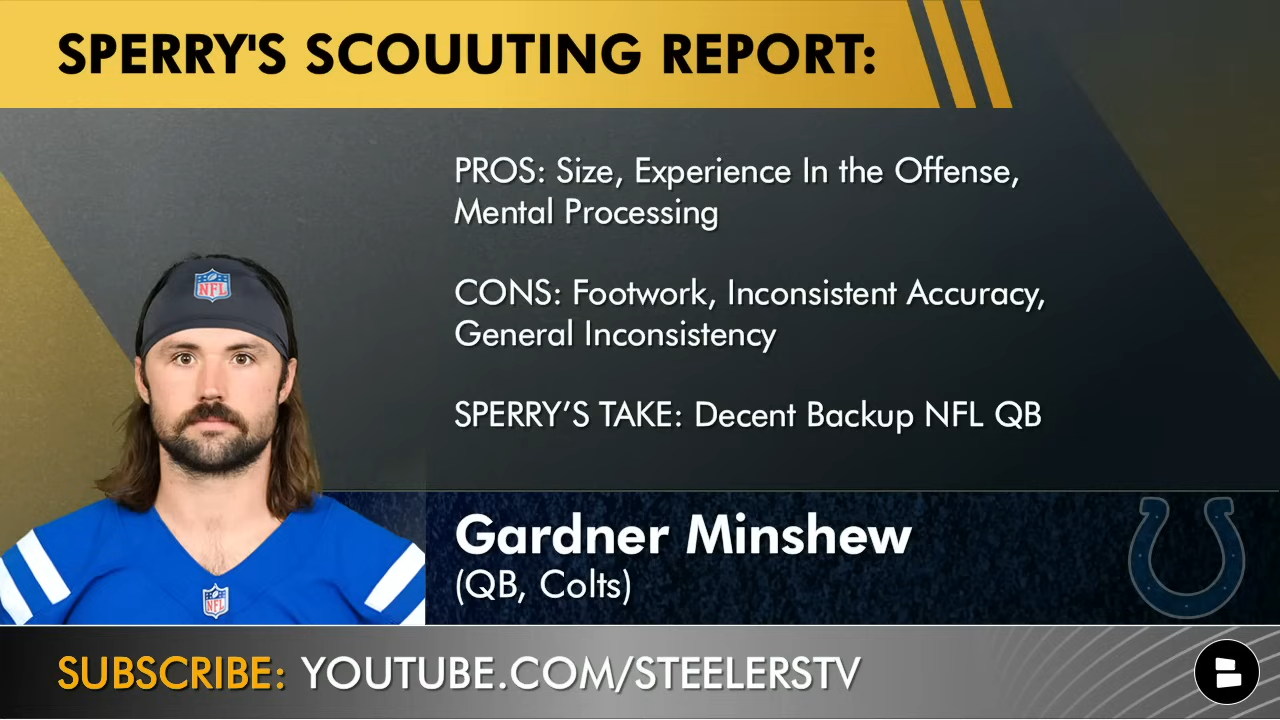 SPERRY'S SCOUUTING REPORT:
PROS: Size, Experience In the Offense,
Mental Processing
CONS: Footwork, Inconsistent Accuracy,
General Inconsistency
SPERRY’S TAKE: Decent Backup NFL QB
NFL
NFL
Gardner Minshew
(QB, Colts)
SUBSCRIBE: YOUTUBE.COM/STEELERSTV